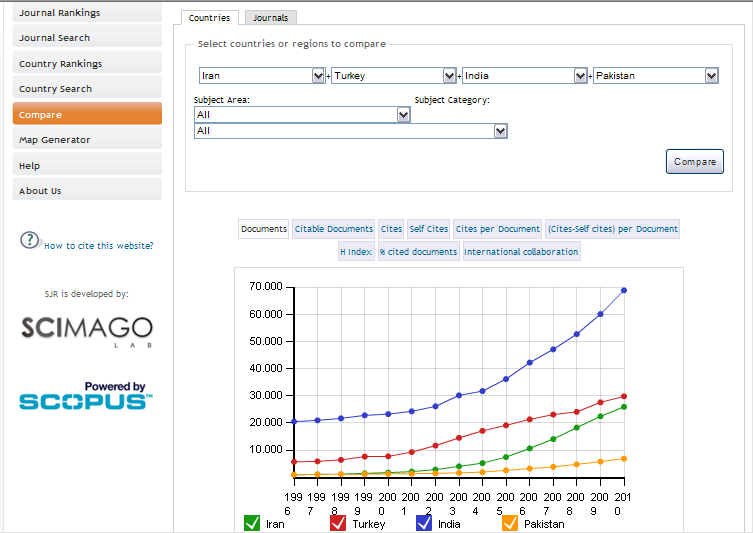 Journal Rankings
Journal Search
Country Rankings
Country Search
Compare
Map Generator
Help
About Us
? How to cite this website?
SJR is developed by:
SCIMAGO
LAB
Powered by
SCOPUS™
Countries Journals
Select countries or regions to compare
Iran + Turkey + India + Pakistan
Subject Area: Subject Category:
All
All
Compare
Documents Citable Documents Cites Self Cites Cites per Document (Cites-Self cites) per Document
H Index % cited documents International collaboration
70.000
60.000
50.000
40.000
30.000
20.000
10.000
199 199 199 199 200 200 200 200 200 200 200 200 200 200 201
6 7 8 9 0 1 2 3 4 5 6 7 8 9 0
Iran Turkey India Pakistan